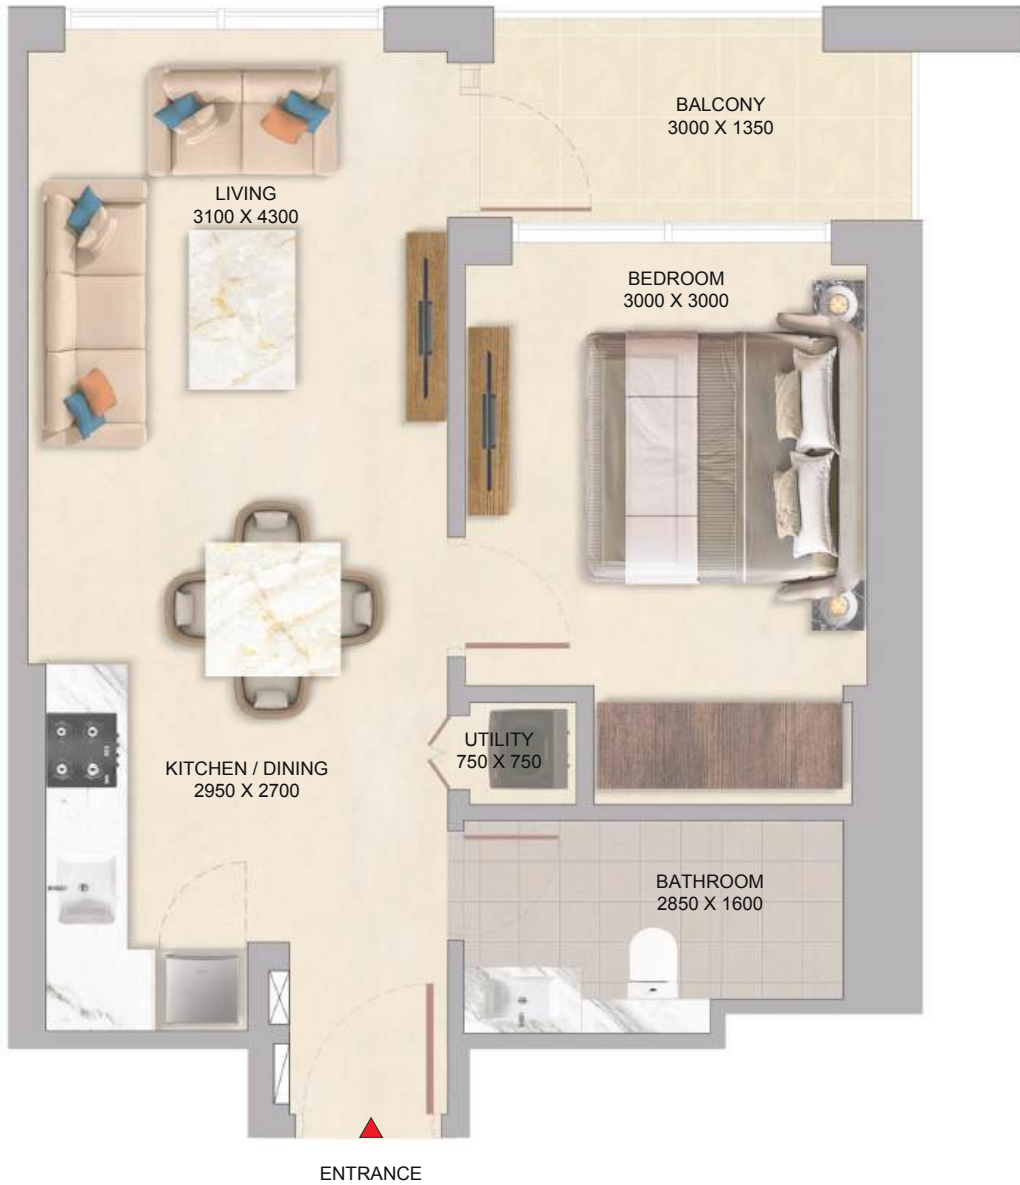 BALCONY
3000 X 1350
LIVING
3100 X 4300
BEDROOM
3000 X 3000
UTILITY
750 X 750
KITCHEN / DINING
2950 X 2700
BATHROOM
2850 X 1600
ENTRANCE